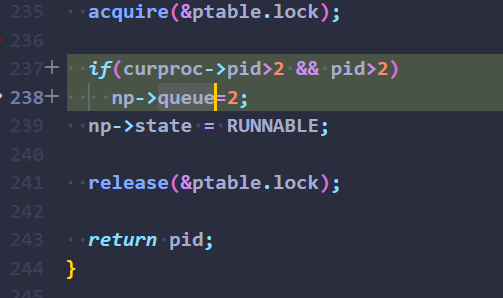 235 acquire(&ptable.lock);
236
237 if(curproc->pid>2 && pid>2)
238 np->queue=2;
239 np->state = RUNNABLE;
240
241 release(&ptable.lock);
242
243 return pid;
244 }